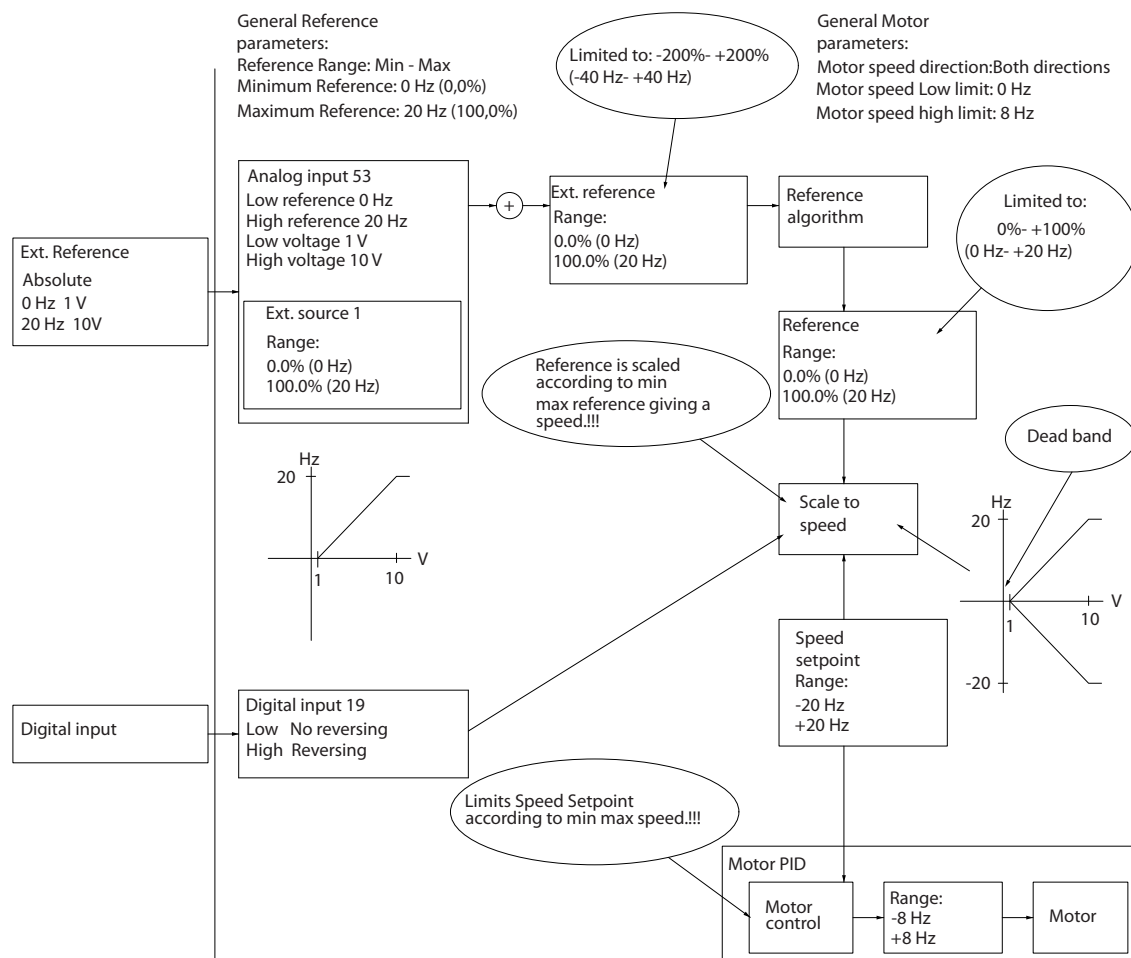 General Reference
parameters:
Reference Range: Min - Max
Minimum Reference: 0 Hz (0,0%)
Maximum Reference: 20 Hz (100,0%)
Limited to: -200%- +200%
(-40 Hz- +40 Hz)
General Motor
parameters:
Motor speed direction:Both directions
Motor speed Low limit: 0 Hz
Motor speed high limit: 8 Hz
Ext. Reference
Absolute
0 Hz 1 V
20 Hz 10V
Analog input 53
Low reference 0 Hz
High reference 20 Hz
Low voltage 1 V
High voltage 10 V
Ext. source 1
Range:
0.0% (0 Hz)
100.0% (20 Hz)
+
Ext. reference
Range:
0.0% (0 Hz)
100.0% (20 Hz)
Reference
algorithm
Limited to:
0%- +100%
(0 Hz- +20 Hz)
Reference
Range:
0.0% (0 Hz)
100.0% (20 Hz)
Reference is scaled
according to min
max reference giving a
speed.!!!
Dead band
Hz
20
1
10
V
Scale to
speed
Hz
20
V
1
10
-20
Speed
setpoint
Range:
-20 Hz
+20 Hz
Digital input
Digital input 19
Low No reversing
High Reversing
Limits Speed Setpoint
according to min max speed.!!!
Motor PID
Motor
control
Range:
-8 Hz
+8 Hz
Motor